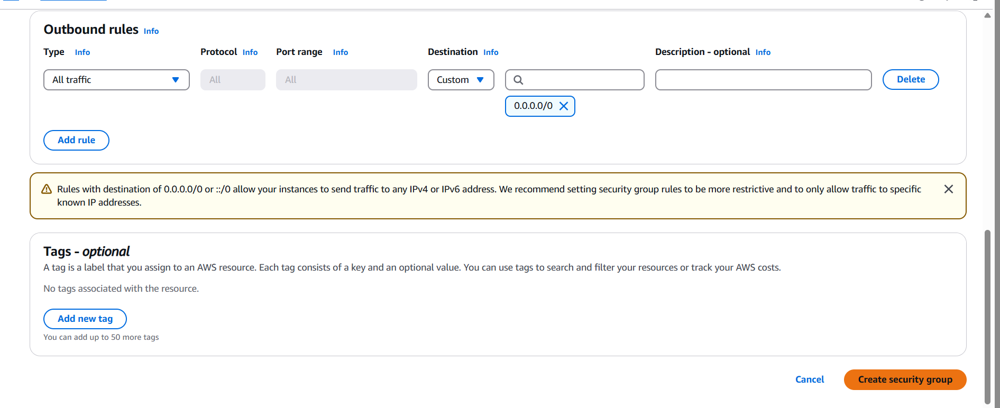 Outbound rules Info
Type Info Protocol Info Port range Info Destination Info Description - optional Info
All traffic All All Custom Delete
0.0.0.0/0
Add rule
Rules with destination of 0.0.0.0/0 or ::/0 allow your instances to send traffic to any IPv4 or IPv6 address. We recommend setting security group rules to be more restrictive and to only allow traffic to specific
known IP addresses.
Tags - optional
A tag is a label that you assign to an AWS resource. Each tag consists of a key and an optional value. You can use tags to search and filter your resources or track your AWS costs.
No tags associated with the resource.
Add new tag
You can add up to 50 more tags
Cancel Create security group